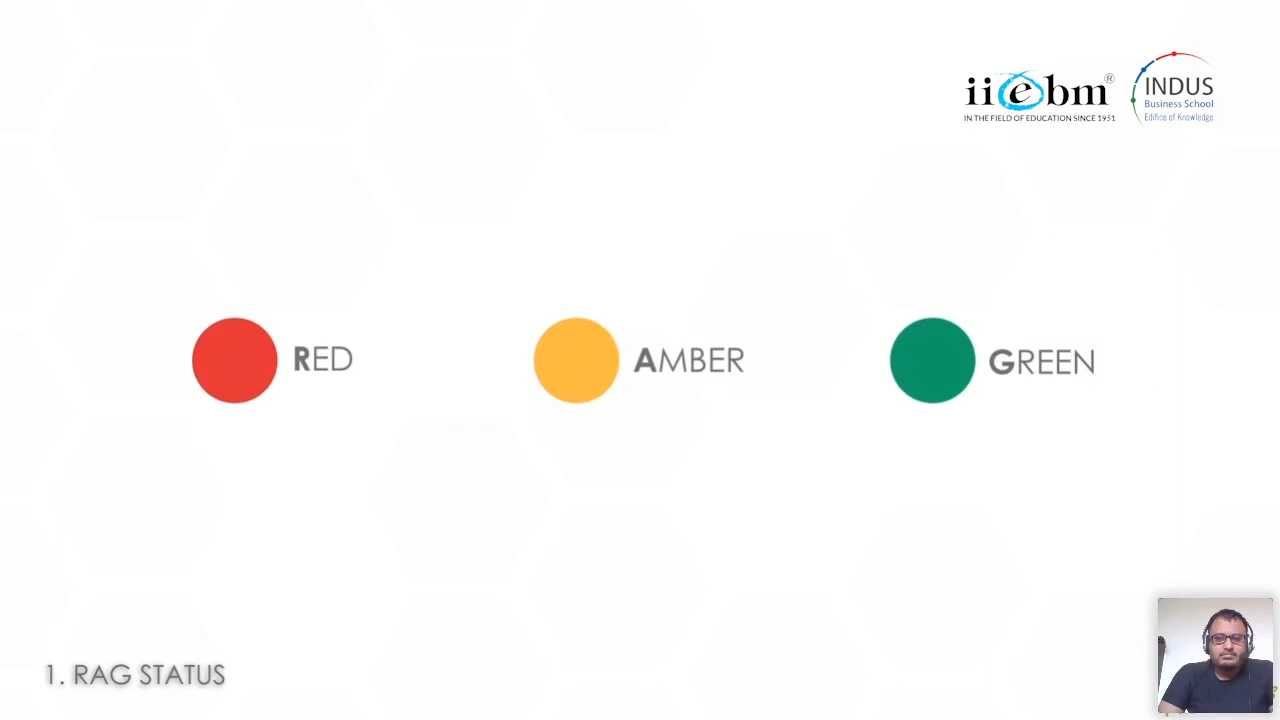 iiebm®
IN THE FIELD OF EDUCATION SINCE 1951
INDUS
Business School
Edifice of Knowledge
RED
AMBER
GREEN
1. RAG STATUS